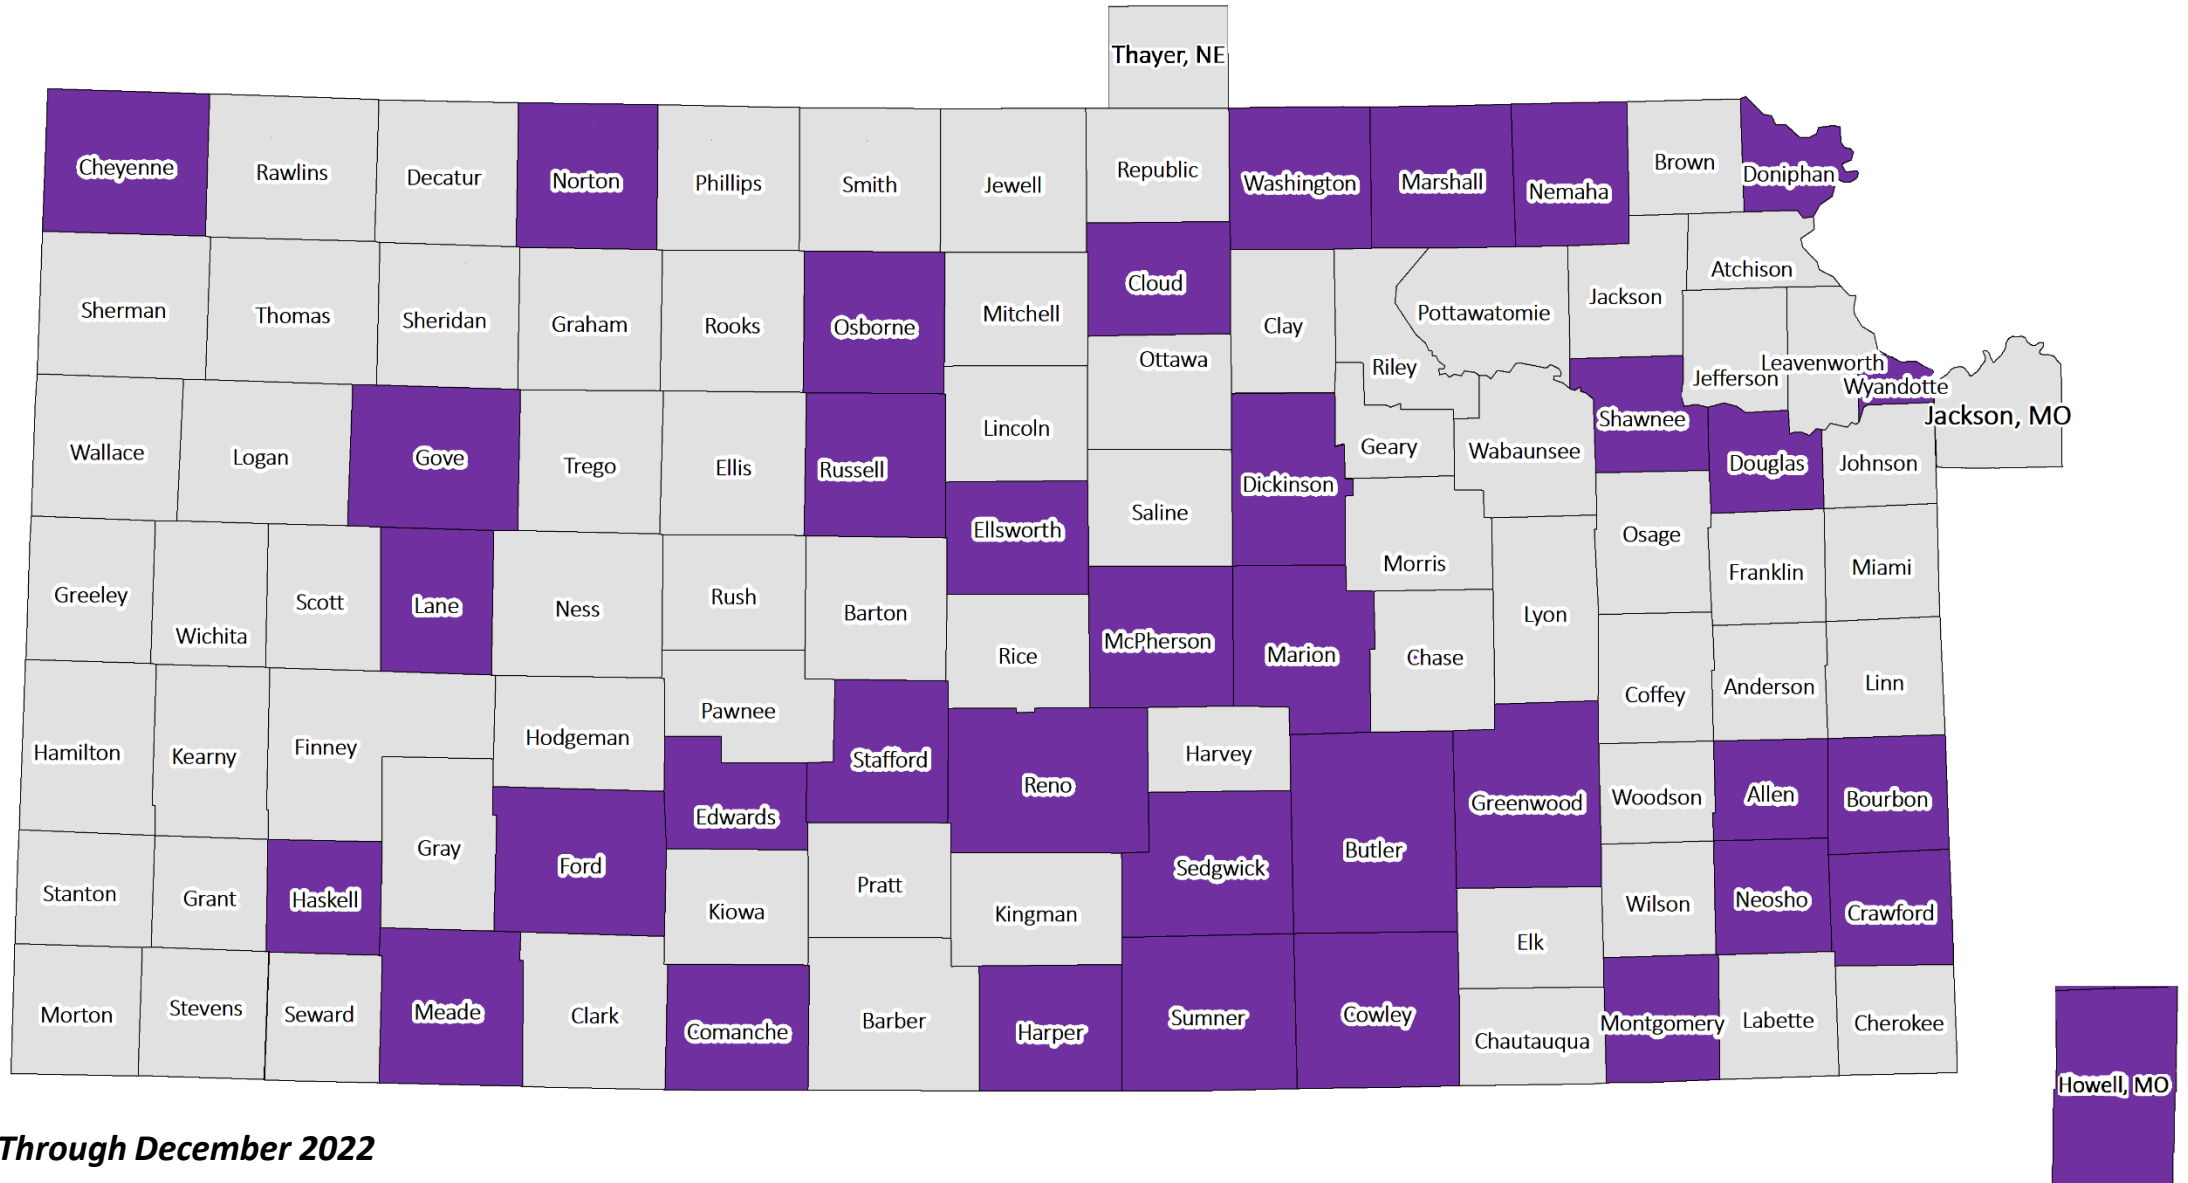 Thayer, NE
Cheyenne
Rawlins
Decatur
Norton
Phillips
Smith
Jewell
Republic
Washington
Marshall
Nemaha
Brown
Doniphan
Sherman
Thomas
Sheridan
Graham
Rooks
Osborne
Mitchell
Cloud
Ottawa
Clay
Riley
Pottawatomie
Jackson
Atchison
Jefferson
Leavenworth
Wyandotte
Jackson, MO
Wallace
Logan
Gove
Trego
Ellis
Russell
Lincoln
Ellsworth
Saline
Dickinson
Geary
Wabaunsee
Shawnee
Douglas
Johnson
Greeley
Wichita
Scott
Lane
Ness
Rush
Barton
Rice
McPherson
Marion
Morris
Chase
Lyon
Osage
Franklin
Miami
Coffey
Anderson
Linn
Hamilton
Kearny
Finney
Hodgeman
Pawnee
Stafford
Edwards
Reno
Harvey
Sedgwick
Butler
Greenwood
Woodson
Allen
Bourbon
Stanton
Grant
Haskell
Gray
Ford
Kiowa
Pratt
Kingman
Elk
Wilson
Neosho
Crawford
Morton
Stevens
Seward
Meade
Clark
Comanche
Barber
Harper
Sumner
Cowley
Chautauqua
Montgomery
Labette
Cherokee
Howell, MO
Through December 2022